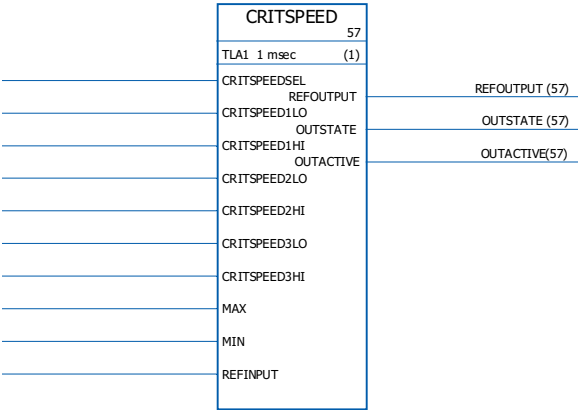 CRITSPEED
57
TLA1 1 msec (1)
CRITSPEEDSEL
REFOUTPUT
REFOUTPUT (57)
CRITSPEED1LO
OUTSTATE
OUTSTATE (57)
CRITSPEED1HI
OUTACTIVE
OUTACTIVE(57)
CRITSPEED2LO
CRITSPEED2HI
CRITSPEED3LO
CRITSPEED3HI
MAX
MIN
REFINPUT